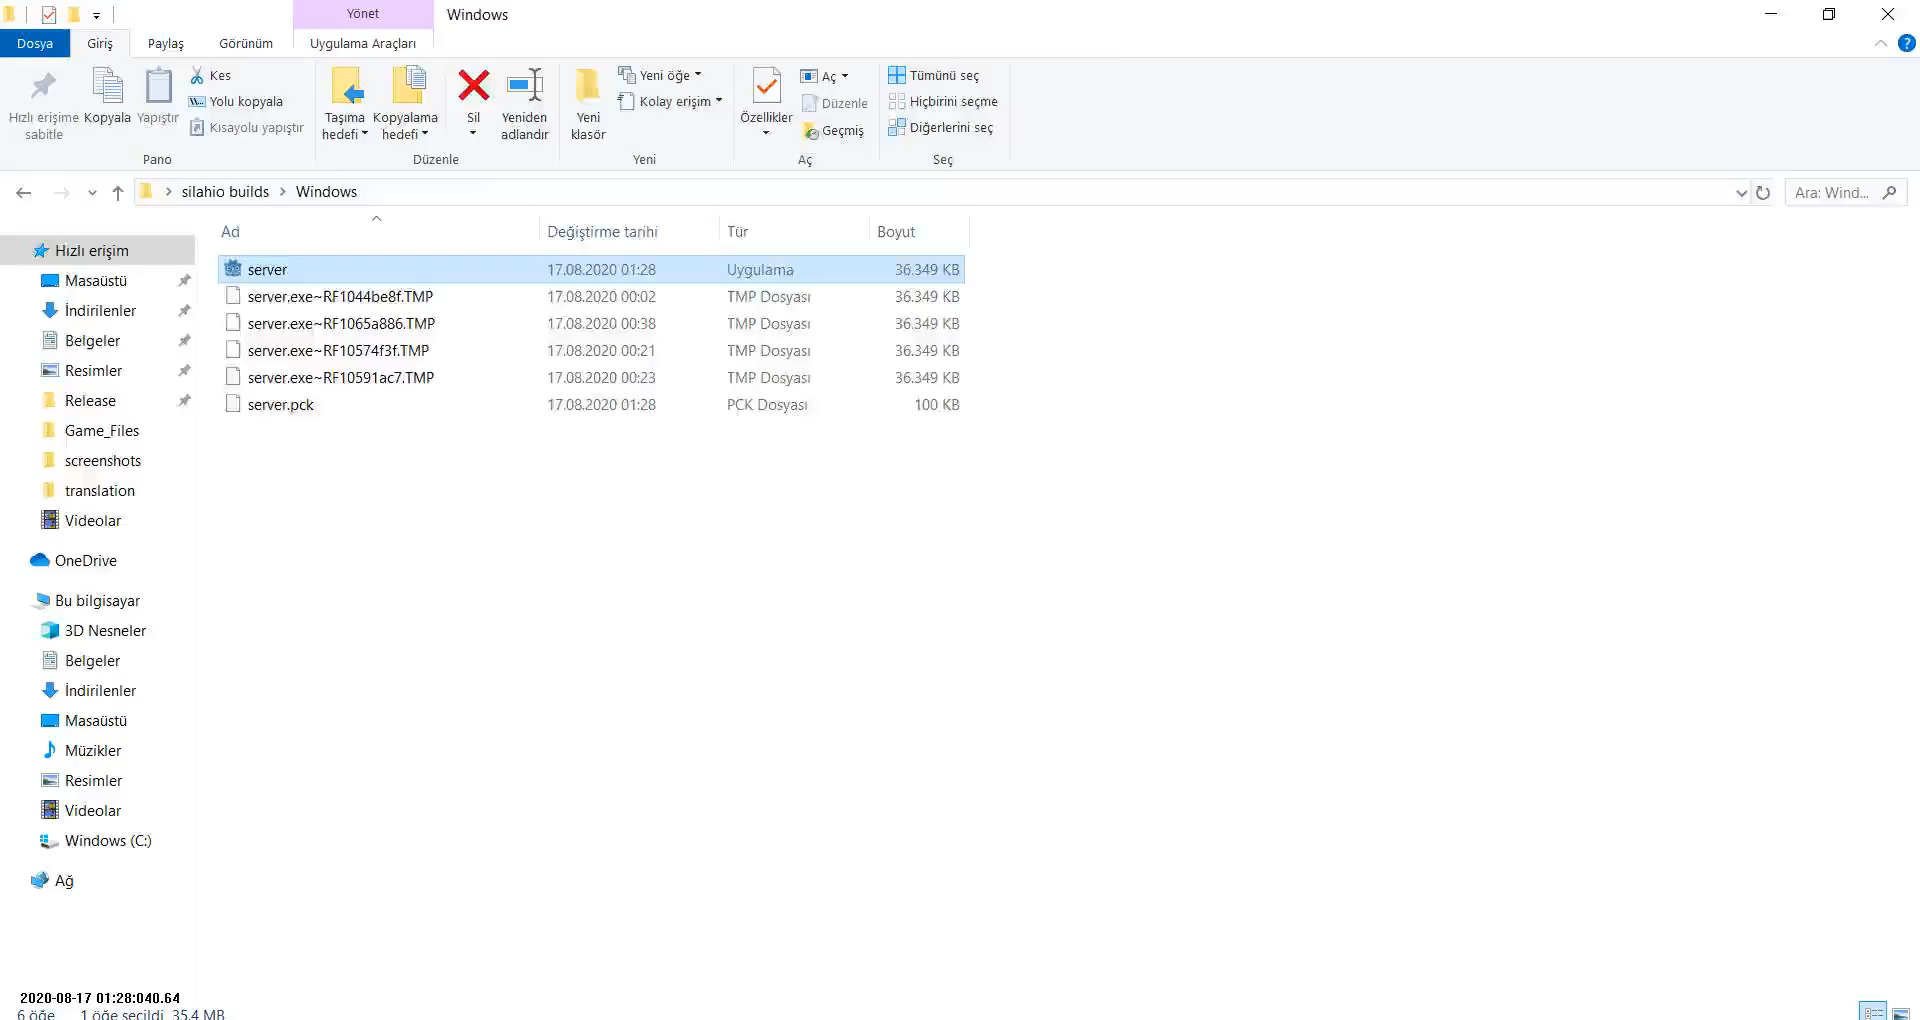 Yönet
Windows
Dosya
Giriş
Paylaş
Görünüm
Uygulama Araçları
Hızlı erişime
sabitle
Kopyala
Yapıştır
Kes
Yolu kopyala
Kısayolu yapıştır
Pano
Taşıma
hedefi
Kopyalama
hedefi
Sil
Yeniden
adlandır
Düzenle
Yeni
klasör
Yeni öğe
Kolay erişim
Yeni
Özellikler
Aç
Düzenle
Geçmiş
Aç
Tümünü seç
Hiçbirini seçme
Diğerlerini seç
Seç
silahio builds > Windows
Ara: Wind...
Ad Değiştirme tarihi Tür Boyut
server 17.08.2020 01:28 Uygulama 36.349 KB
server.exe~RF1044be8f.TMP 17.08.2020 00:02 TMP Dosyası 36.349 KB
server.exe~RF1065a886.TMP 17.08.2020 00:38 TMP Dosyası 36.349 KB
server.exe~RF10574f3f.TMP 17.08.2020 00:21 TMP Dosyası 36.349 KB
server.exe~RF10591ac7.TMP 17.08.2020 00:23 TMP Dosyası 36.349 KB
server.pck 17.08.2020 01:28 PCK Dosyası 100 KB
Hızlı erişim
Masaüstü
İndirilenler
Belgeler
Resimler
Release
Game_Files
screenshots
translation
Videolar
OneDrive
Bu bilgisayar
3D Nesneler
Belgeler
İndirilenler
Masaüstü
Müzikler
Resimler
Videolar
Windows (C:)
Ağ
2020-08-17 01:28:040.64
6 öğe 1 öğe seçildi 35,4 MB